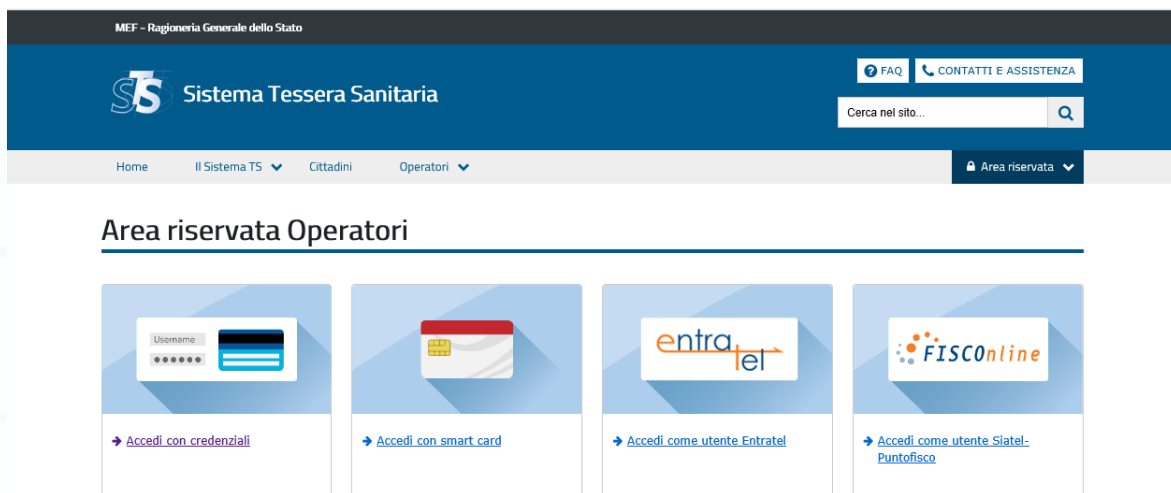 MEF - Ragioneria Generale dello Stato
FAQ
CONTATTI E ASSISTENZA
STS
Sistema Tessera Sanitaria
Cerca nel sito...
Home
Il Sistema TS
Cittadini
Operatori
Area riservata
Area riservata Operatori
Username
entratel
FISCOnline
Accedi con credenziali
Accedi con smart card
Accedi come utente Entratel
Accedi come utente Siatel-
Puntofisco